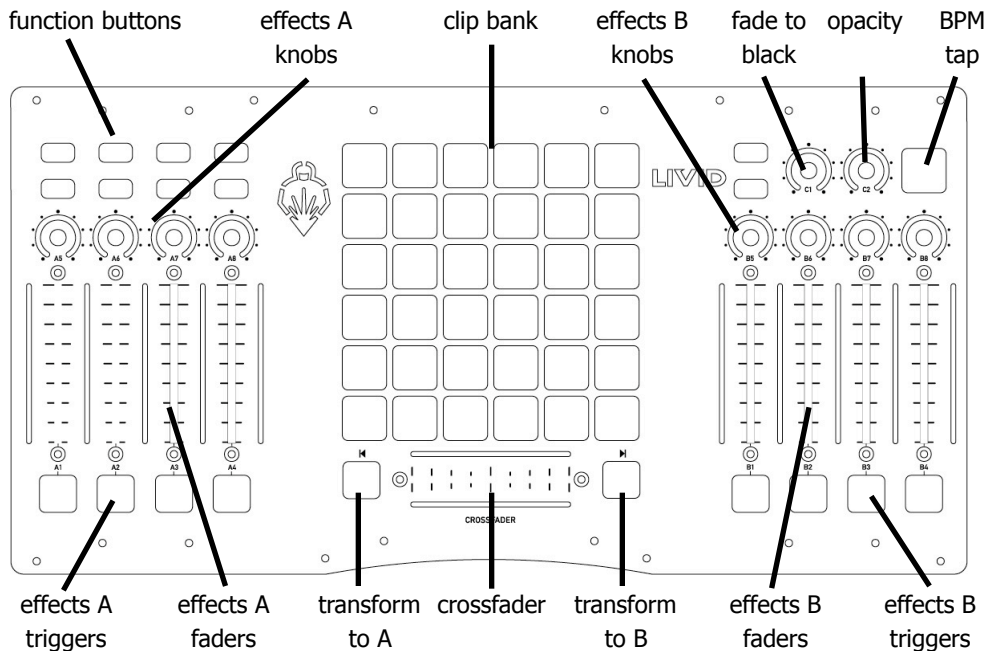 function buttons
effects A
knobs
clip bank
effects B
knobs
fade to
black
opacity
BPM
tap
LIVID
C1
C2
A5
A6
A7
A8
B5
B6
B7
B8
A1
A2
A3
A4
B1
B2
B3
B4
CROSSFADER
effects A
triggers
effects A
faders
transform
to A
crossfader
transform
to B
effects B
faders
effects B
triggers